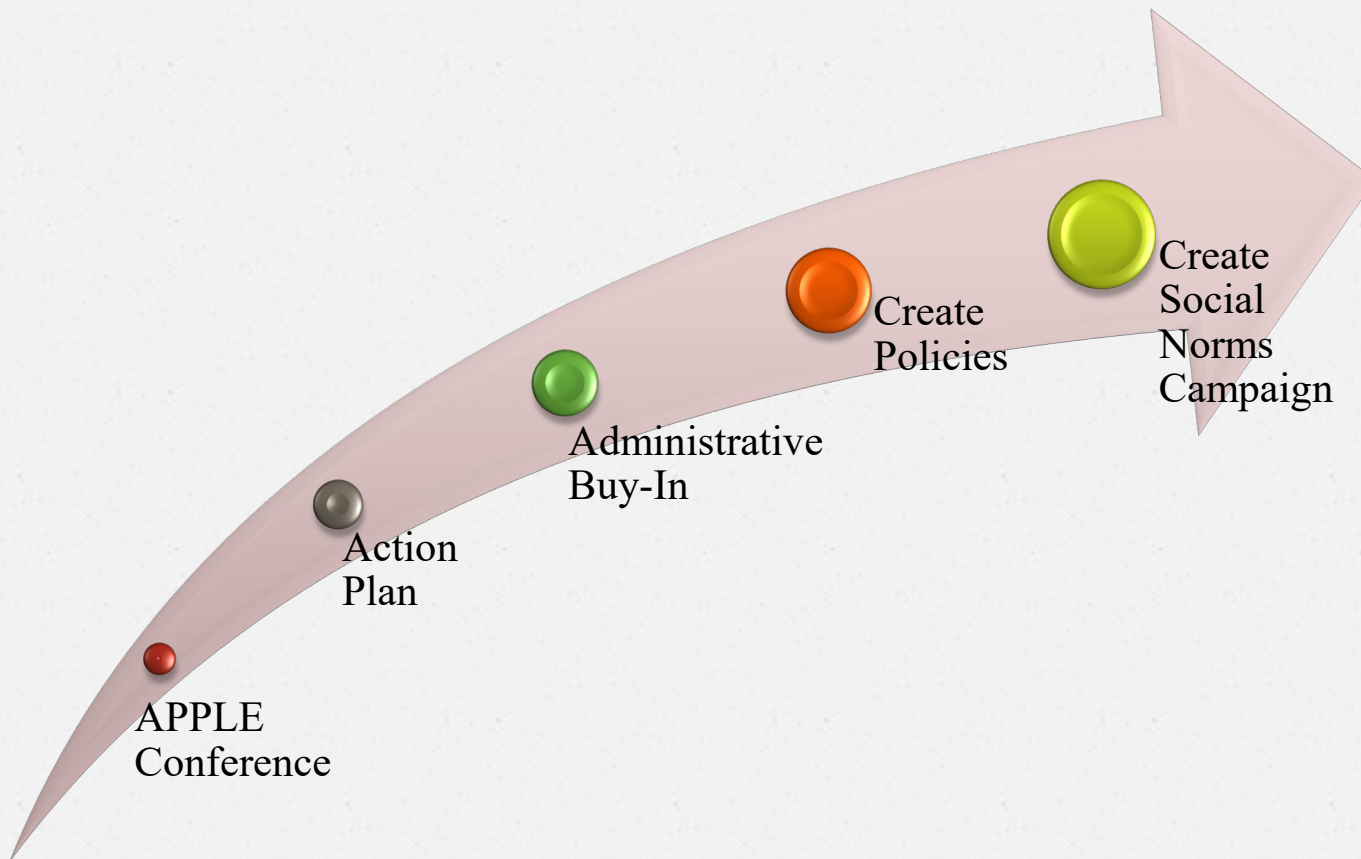 APPLE
Conference
Action
Plan
Administrative
Buy-In
Create
Policies
Create
Social
Norms
Campaign